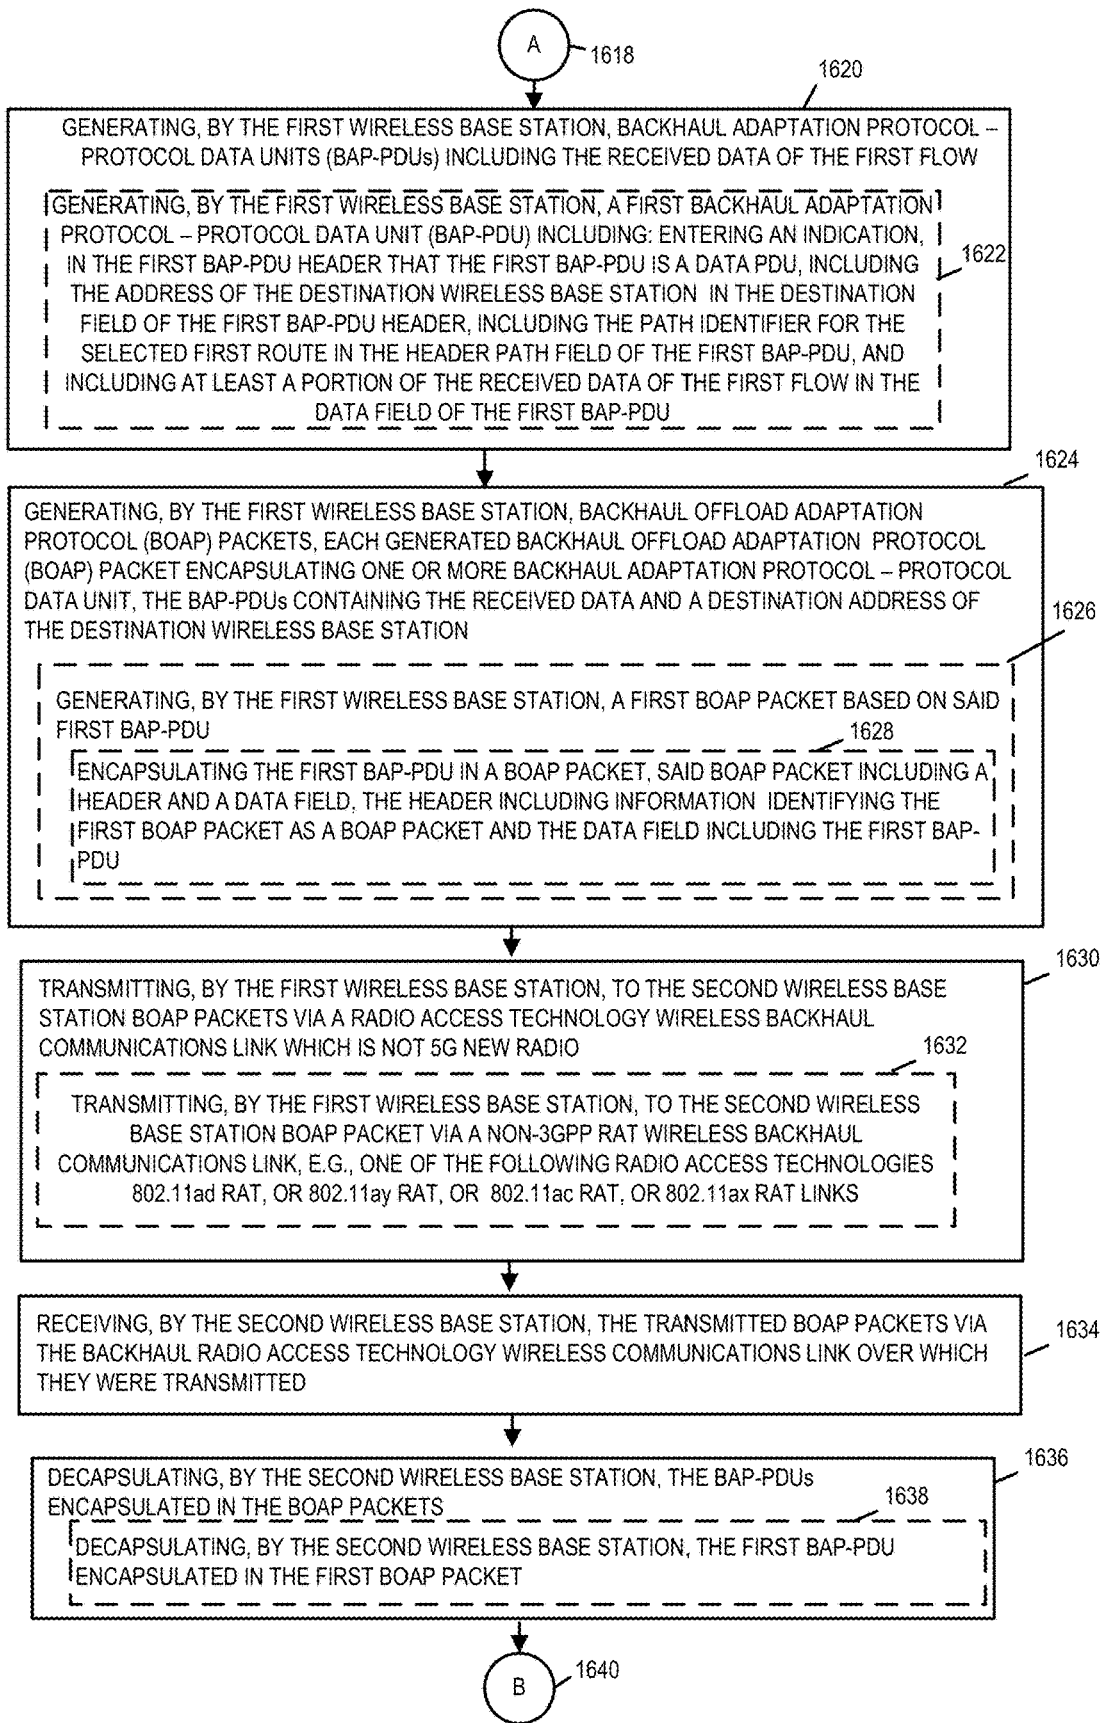 A
1618
1620
GENERATING, BY THE FIRST WIRELESS BASE STATION, BACKHAUL ADAPTATION PROTOCOL –
PROTOCOL DATA UNITS (BAP-PDUs) INCLUDING THE RECEIVED DATA OF THE FIRST FLOW
GENERATING, BY THE FIRST WIRELESS BASE STATION, A FIRST BACKHAUL ADAPTATION
PROTOCOL – PROTOCOL DATA UNIT (BAP-PDU) INCLUDING: ENTERING AN INDICATION,
IN THE FIRST BAP-PDU HEADER THAT THE FIRST BAP-PDU IS A DATA PDU, INCLUDING
THE ADDRESS OF THE DESTINATION WIRELESS BASE STATION IN THE DESTINATION
FIELD OF THE FIRST BAP-PDU HEADER, INCLUDING THE PATH IDENTIFIER FOR THE
SELECTED FIRST ROUTE IN THE HEADER PATH FIELD OF THE FIRST BAP-PDU, AND
INCLUDING AT LEAST A PORTION OF THE RECEIVED DATA OF THE FIRST FLOW IN THE
DATA FIELD OF THE FIRST BAP-PDU
1622
1624
GENERATING, BY THE FIRST WIRELESS BASE STATION, BACKHAUL OFFLOAD ADAPTATION
PROTOCOL (BOAP) PACKETS, EACH GENERATED BACKHAUL OFFLOAD ADAPTATION PROTOCOL
(BOAP) PACKET ENCAPSULATING ONE OR MORE BACKHAUL ADAPTATION PROTOCOL – PROTOCOL
DATA UNIT, THE BAP-PDUs CONTAINING THE RECEIVED DATA AND A DESTINATION ADDRESS OF
THE DESTINATION WIRELESS BASE STATION
1626
GENERATING, BY THE FIRST WIRELESS BASE STATION, A FIRST BOAP PACKET BASED ON SAID
FIRST BAP-PDU
1628
ENCAPSULATING THE FIRST BAP-PDU IN A BOAP PACKET, SAID BOAP PACKET INCLUDING A
HEADER AND A DATA FIELD, THE HEADER INCLUDING INFORMATION IDENTIFYING THE
FIRST BOAP PACKET AS A BOAP PACKET AND THE DATA FIELD INCLUDING THE FIRST BAP-
PDU
1630
TRANSMITTING, BY THE FIRST WIRELESS BASE STATION, TO THE SECOND WIRELESS BASE
STATION BOAP PACKETS VIA A RADIO ACCESS TECHNOLOGY WIRELESS BACKHAUL
COMMUNICATIONS LINK WHICH IS NOT 5G NEW RADIO
1632
TRANSMITTING, BY THE FIRST WIRELESS BASE STATION, TO THE SECOND WIRELESS
BASE STATION BOAP PACKET VIA A NON-3GPP RAT WIRELESS BACKHAUL
COMMUNICATIONS LINK, E.G., ONE OF THE FOLLOWING RADIO ACCESS TECHNOLOGIES
802.11ad RAT, OR 802.11ay RAT, OR 802.11ac RAT, OR 802.11ax RAT LINKS
RECEIVING, BY THE SECOND WIRELESS BASE STATION, THE TRANSMITTED BOAP PACKETS VIA
THE BACKHAUL RADIO ACCESS TECHNOLOGY WIRELESS COMMUNICATIONS LINK OVER WHICH
THEY WERE TRANSMITTED
1634
1636
DECAPSULATING, BY THE SECOND WIRELESS BASE STATION, THE BAP-PDUs
ENCAPSULATED IN THE BOAP PACKETS
1638
DECAPSULATING, BY THE SECOND WIRELESS BASE STATION, THE FIRST BAP-PDU
ENCAPSULATED IN THE FIRST BOAP PACKET
B
1640